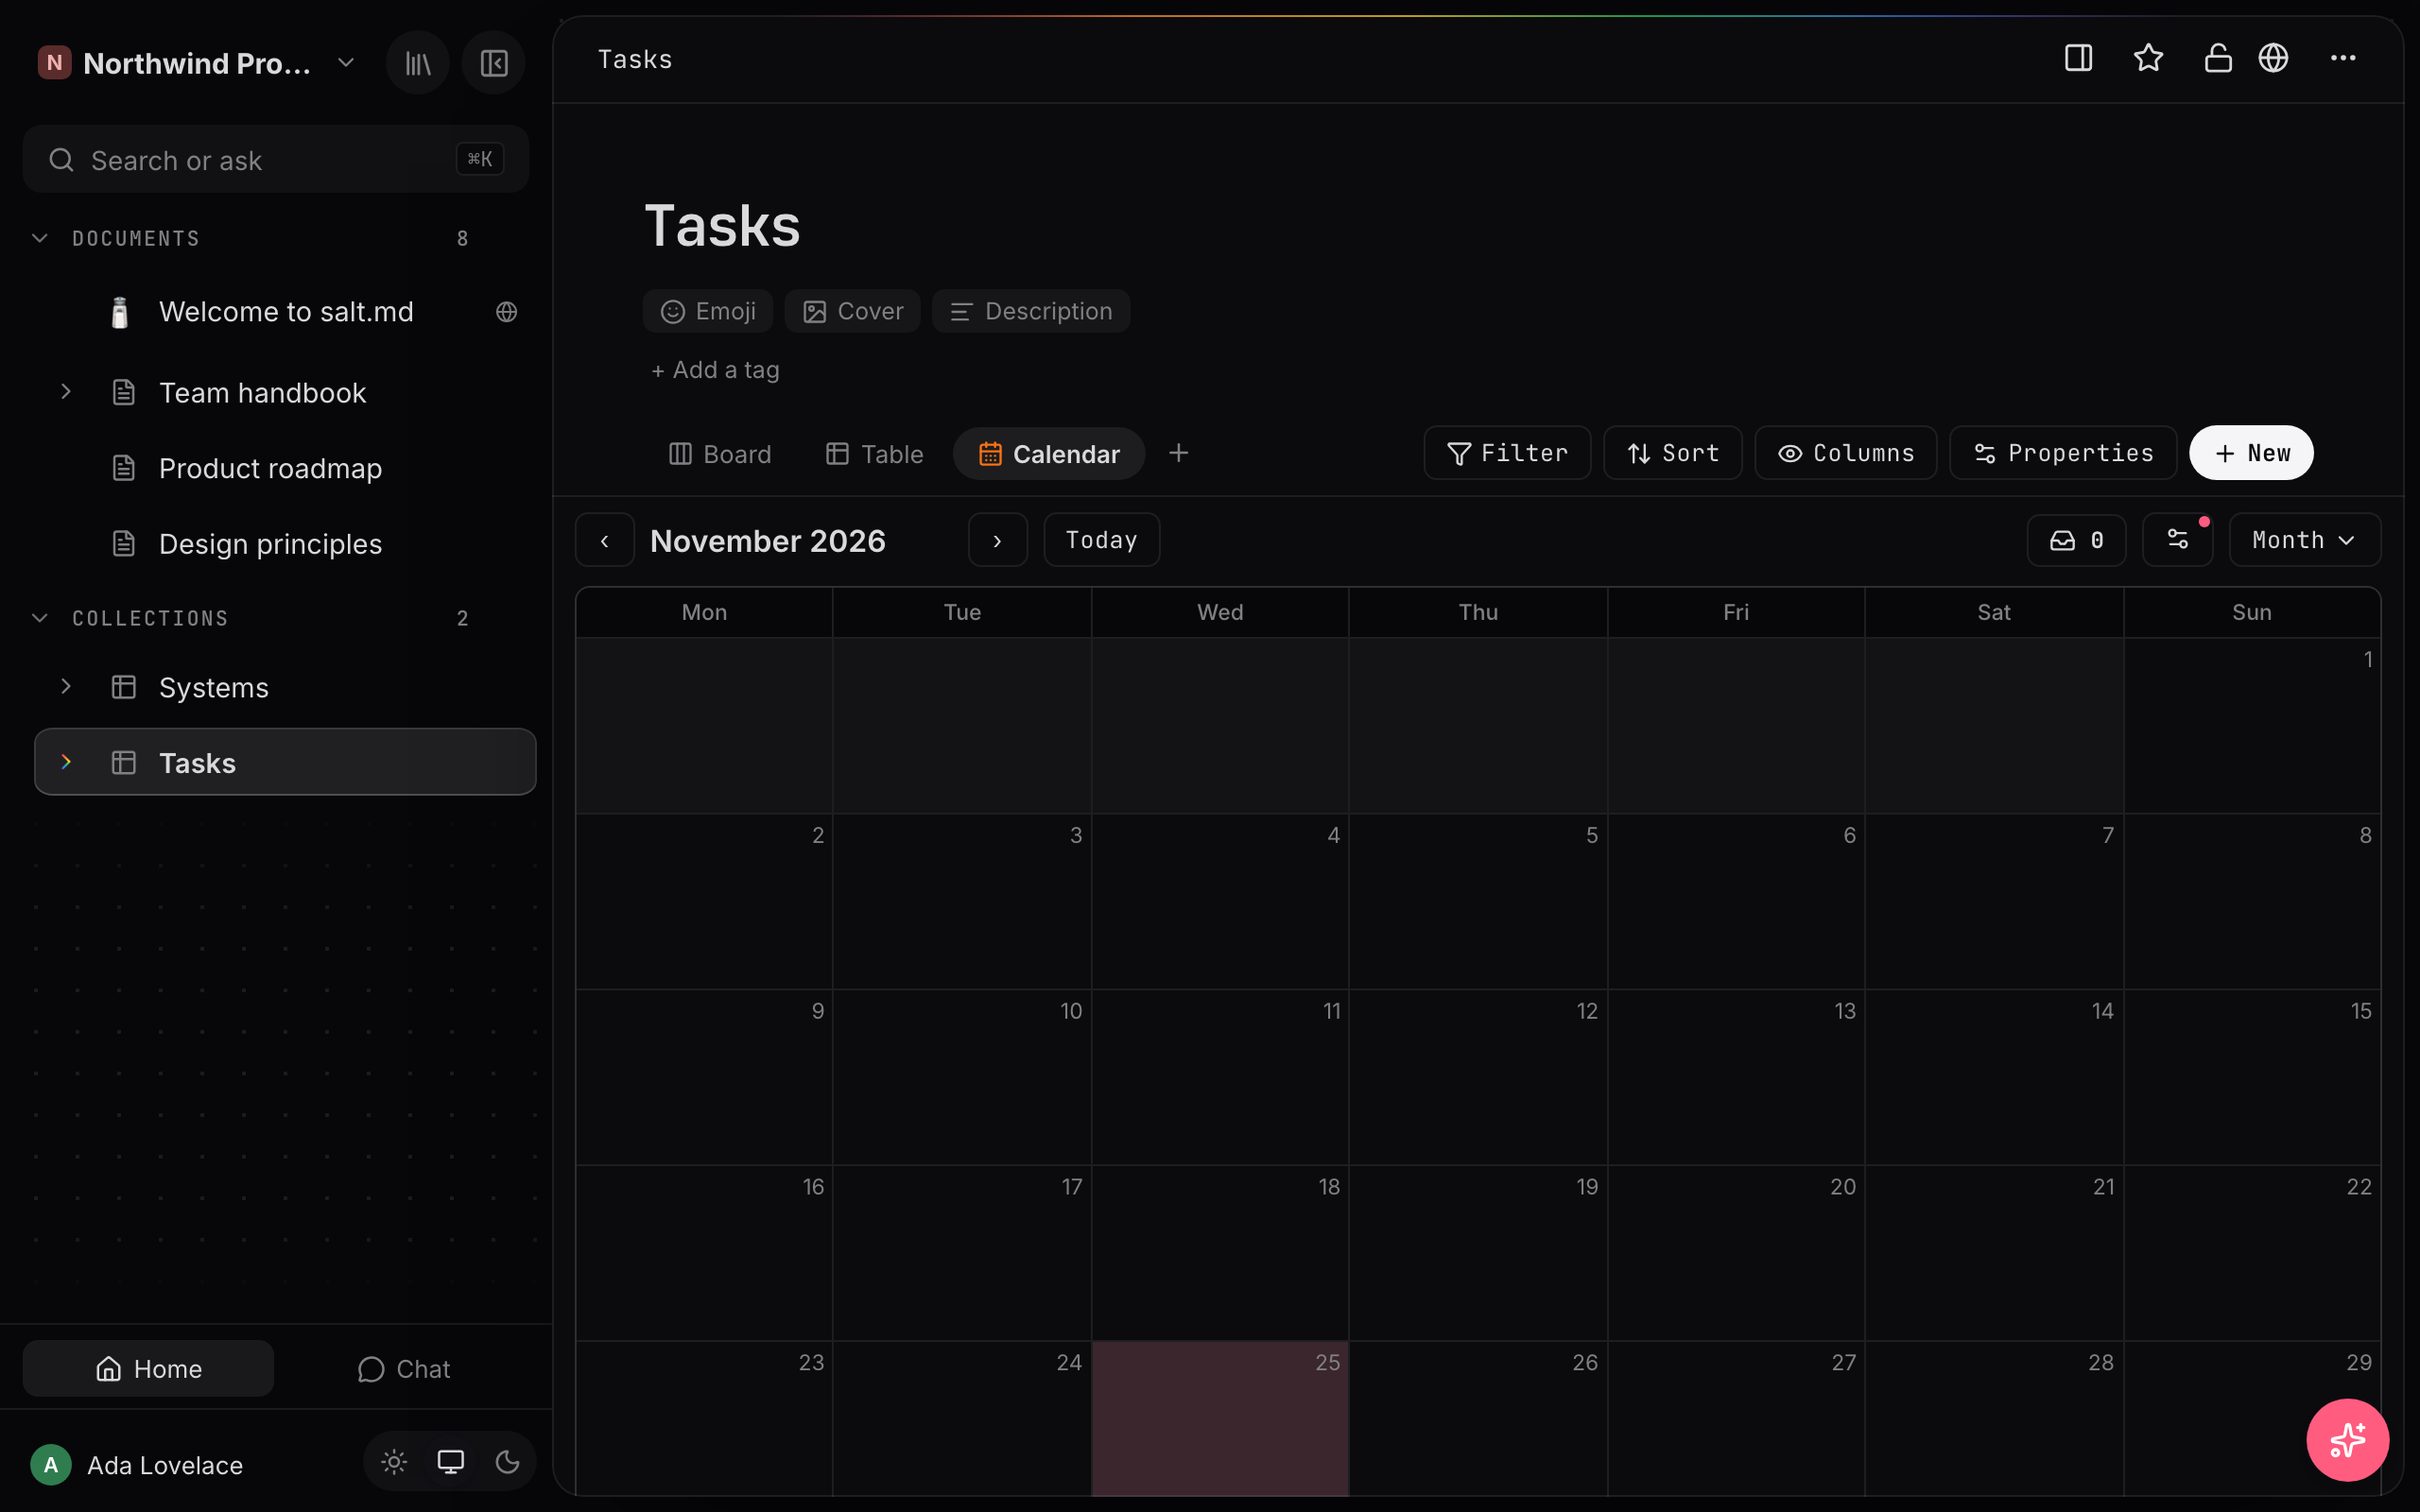 N Northwind Pro...
Search or ask ⌘K
DOCUMENTS 8
Welcome to salt.md
Team handbook
Product roadmap
Design principles
COLLECTIONS 2
Systems
Tasks
Home Chat
A Ada Lovelace
Tasks
Tasks
Emoji Cover Description
+ Add a tag
Board Table Calendar + Filter Sort Columns Properties + New
‹ November 2026 › Today 0 Month
Mon Tue Wed Thu Fri Sat Sun
1
2 3 4 5 6 7 8
9 10 11 12 13 14 15
16 17 18 19 20 21 22
23 24 25 26 27 28 29